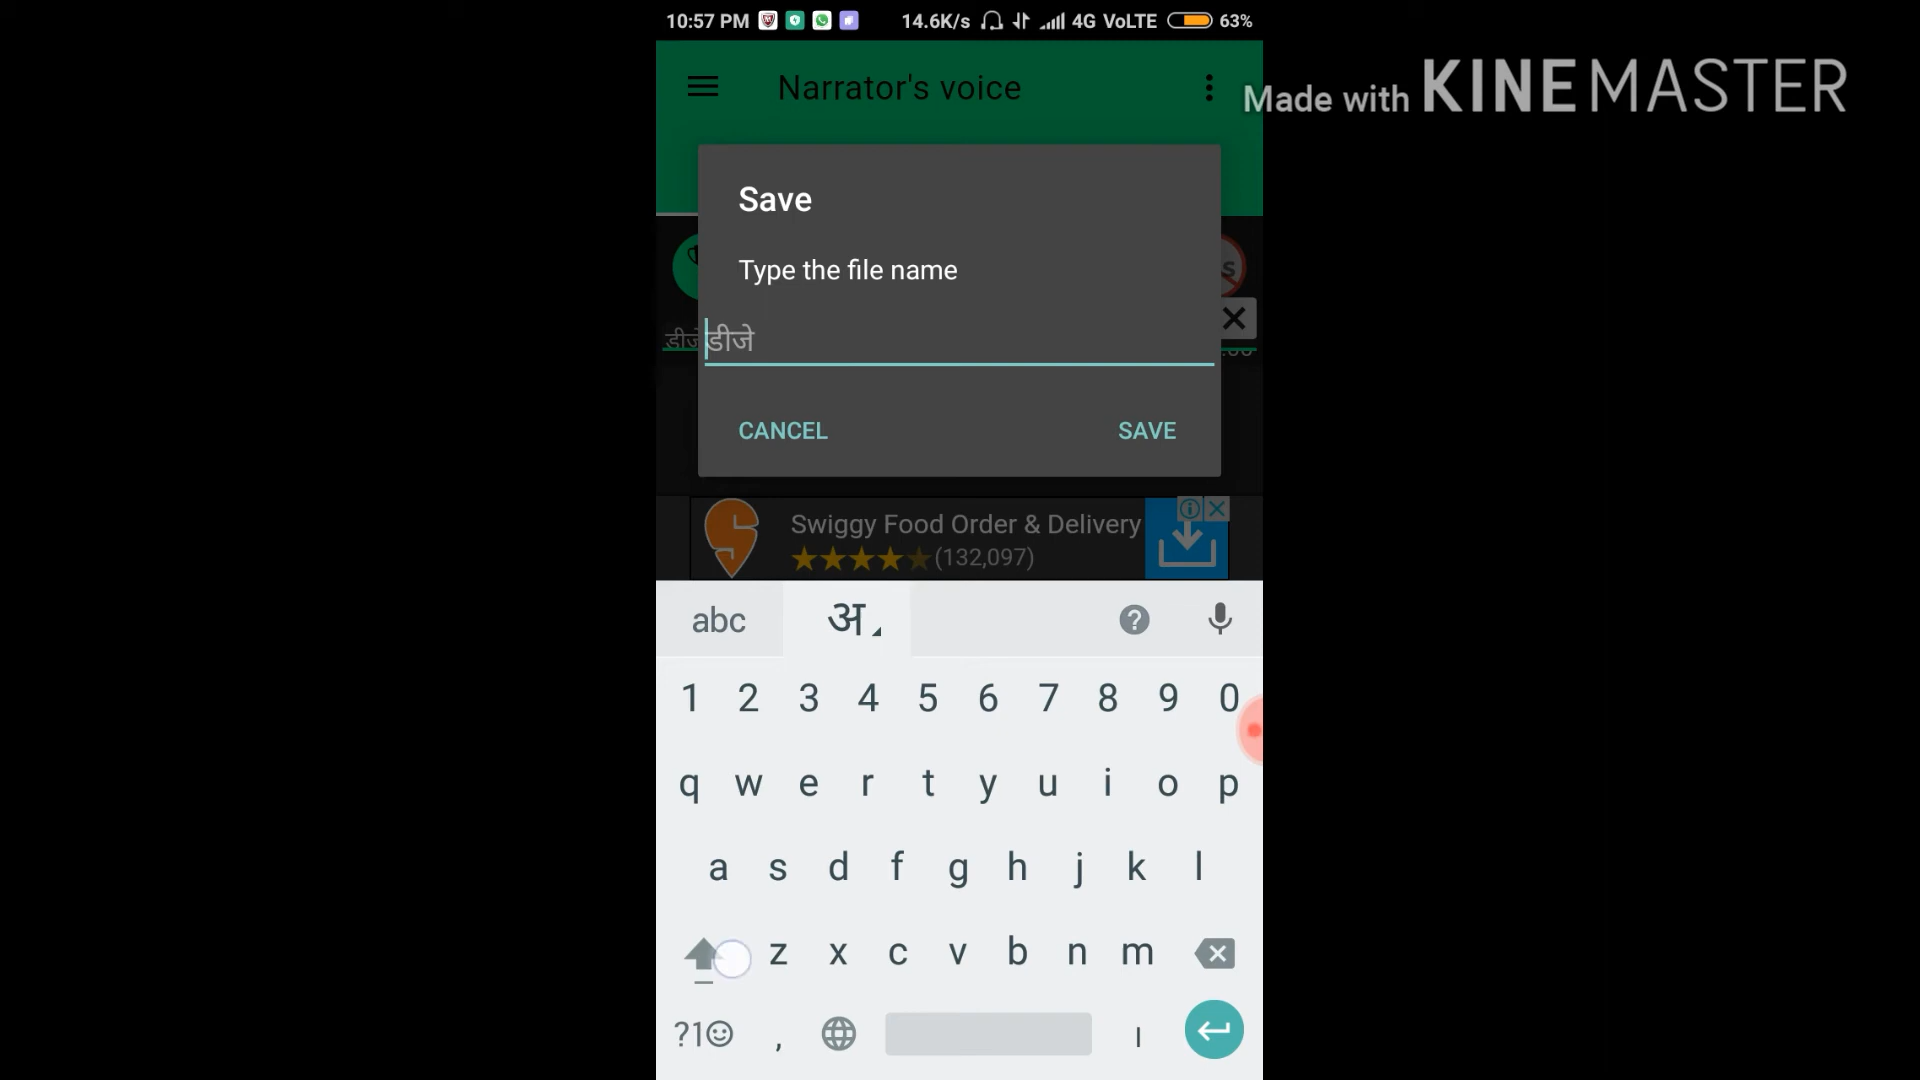 10:57 PM 14.6K/s 4G VoLTE 63%
Narrator's voice
Made with KINEMASTER
Save
Type the file name
डीजे
CANCEL SAVE
Swiggy Food Order & Delivery
(132,097)
abc अ ?
1 2 3 4 5 6 7 8 9 0
q w e r t y u i o p
a s d f g h j k l
z x c v b n m
?1☺ , ।